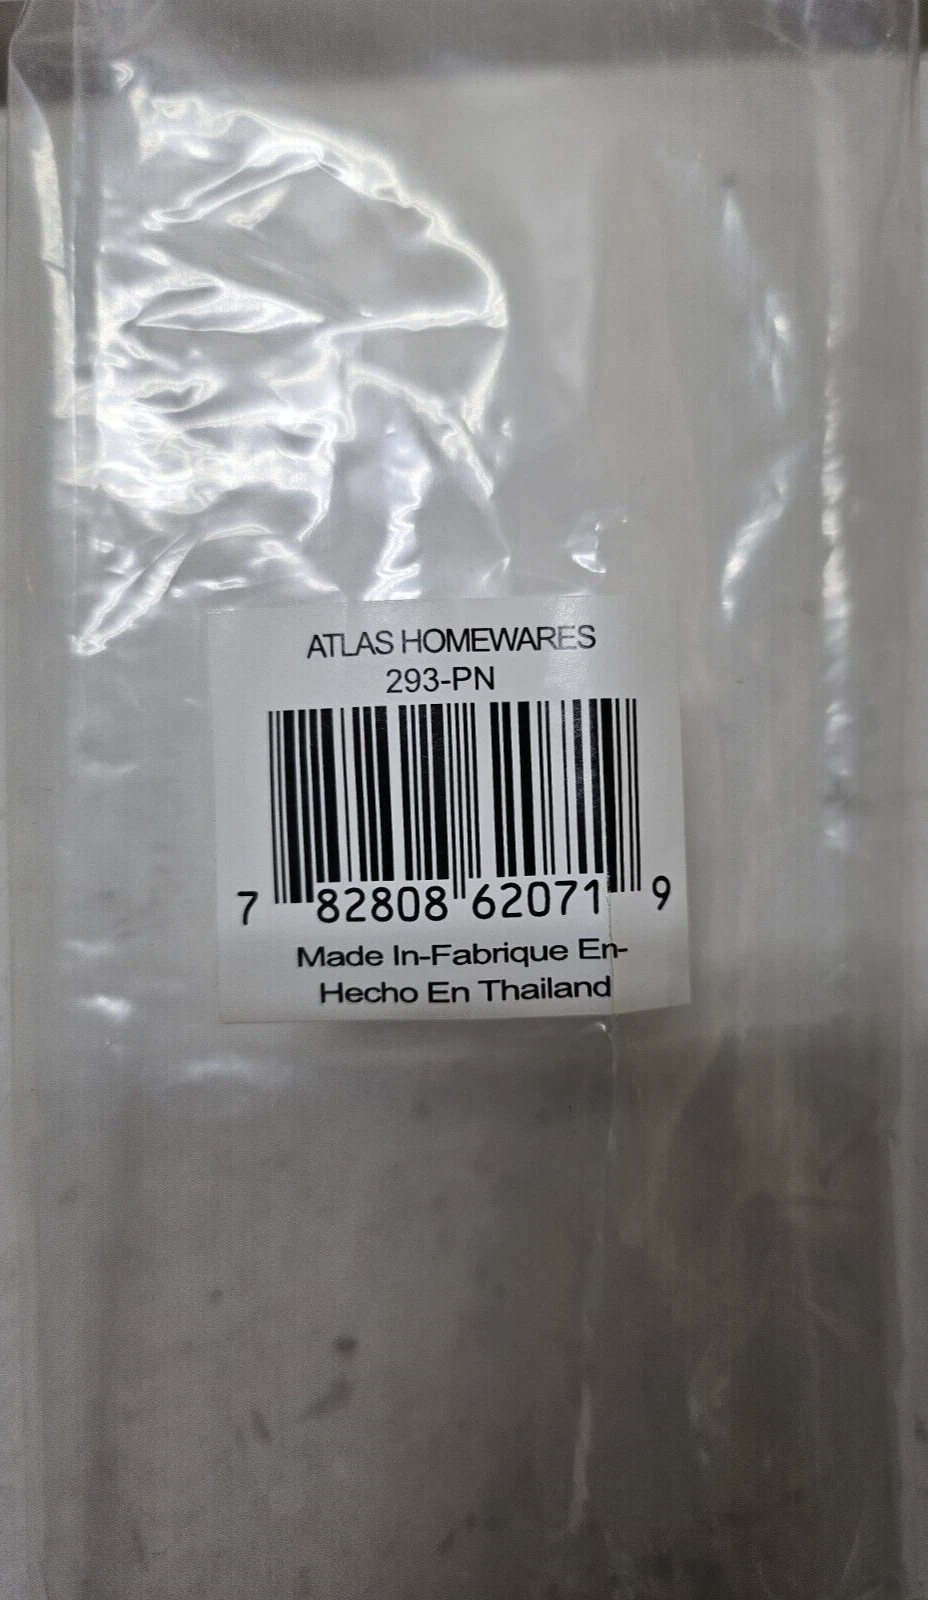 ATLAS HOMEWARES
293-PN
7 82808 62071 9
Made In-Fabrique En-
Hecho En Thailand